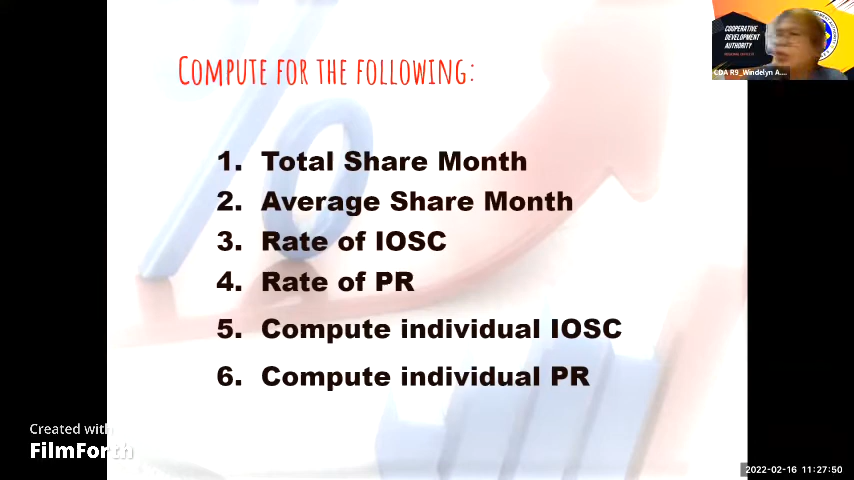 COMPUTE FOR THE FOLLOWING:
1. Total Share Month
2. Average Share Month
3. Rate of IOSC
4. Rate of PR
5. Compute individual IOSC
6. Compute individual PR
COOPERATIVE
DEVELOPMENT
AUTHORITY
CDA R9_Windelyn A...
Created with
FilmForth
2022-02-16 11:27:50